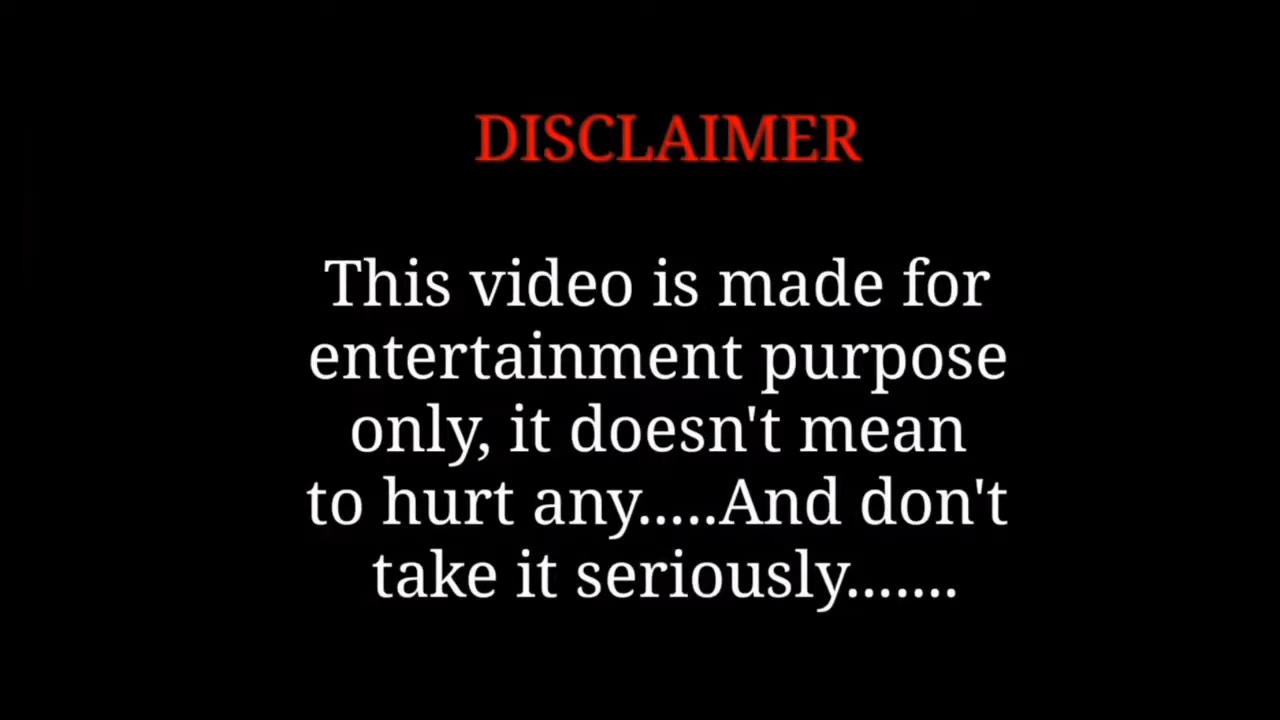 DISCLAIMER
This video is made for
entertainment purpose
only, it doesn't mean
to hurt any.....And don't
take it seriously.......